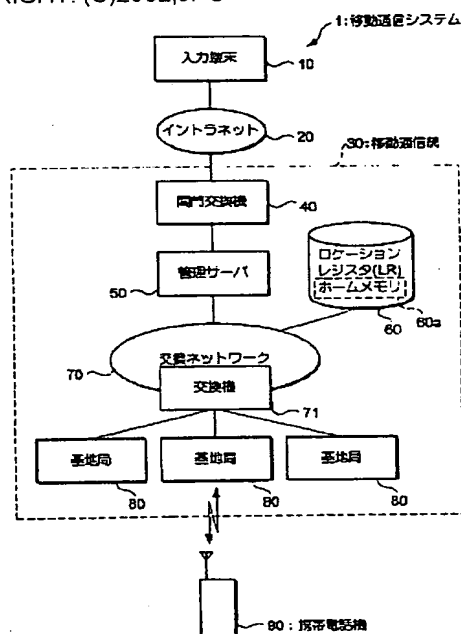 1:移動通信システム
入力端末
10
イントラネット
20
30:移動通信網
関門交換機
40
管理サーバ
50
ロケーション
レジスタ(LR)
ホームメモリ
60
60a
交換ネットワーク
70
交換機
71
基地局
基地局
基地局
80
80
80
90:携帯電話機